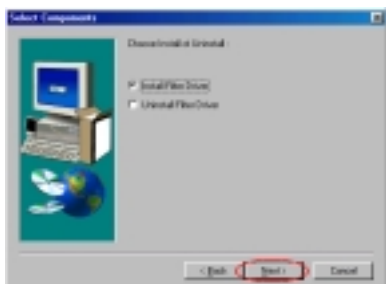 Select Components
Choose Install or Uninstall :
Install Filter Driver
Uninstall Filter Driver
< Back
Next >
Cancel